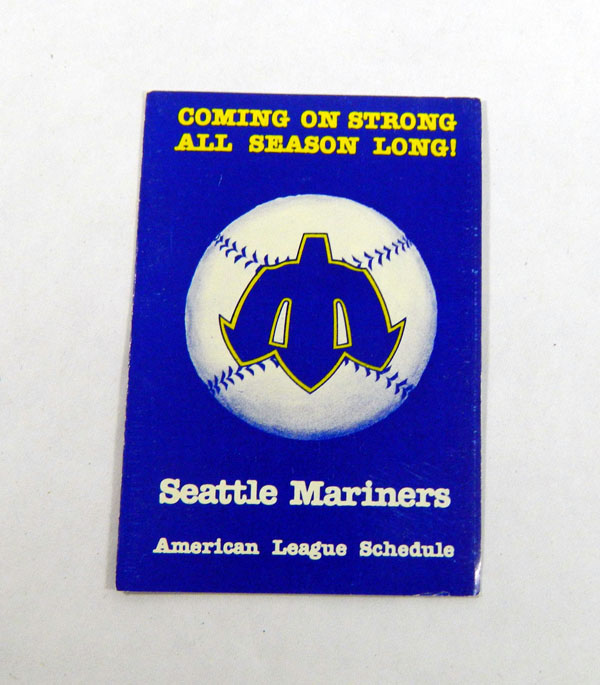 COMING ON STRONG
ALL SEASON LONG!
Seattle Mariners
American League Schedule